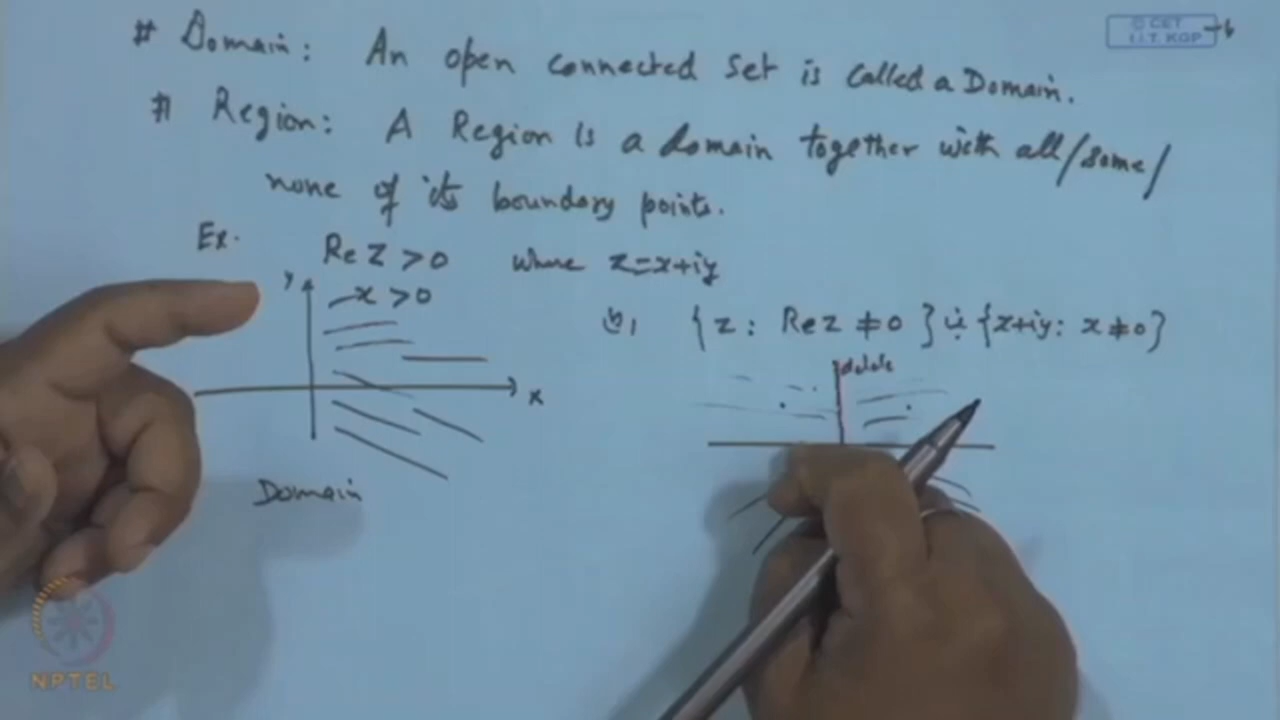 © CET
I.I.T. KGP
# Domain: An open connected set is called a Domain.
# Region: A Region is a domain together with all/some/
none of its boundary points.
Ex. Re Z > 0 where z = x+iy
x > 0
y
x
Domain
{z : Re z ≠ 0} ie {x+iy : x ≠ 0}
delete
NPTEL